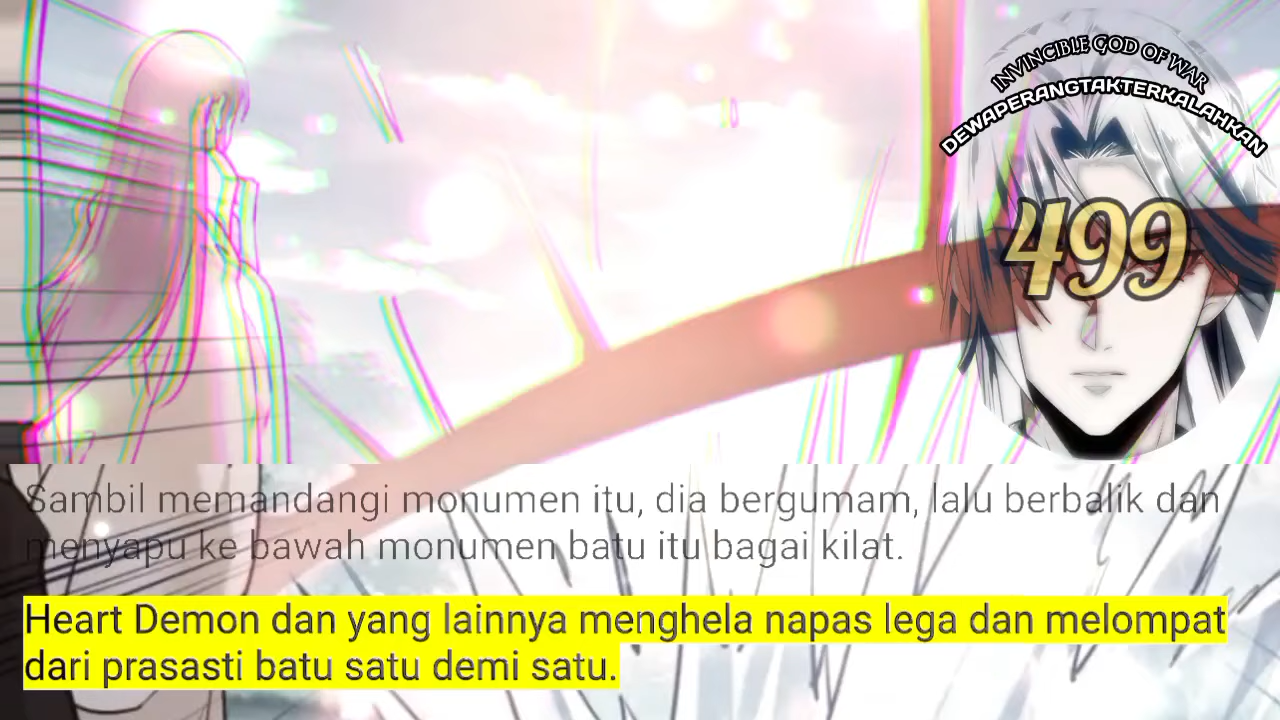 INVINCIBLE GOD OF WAR
DEWAPERANGTAKTERKALAHKAN
499
Sambil memandangi monumen itu, dia bergumam, lalu berbalik dan
menyapu ke bawah monumen batu itu bagai kilat.
Heart Demon dan yang lainnya menghela napas lega dan melompat
dari prasasti batu satu demi satu.